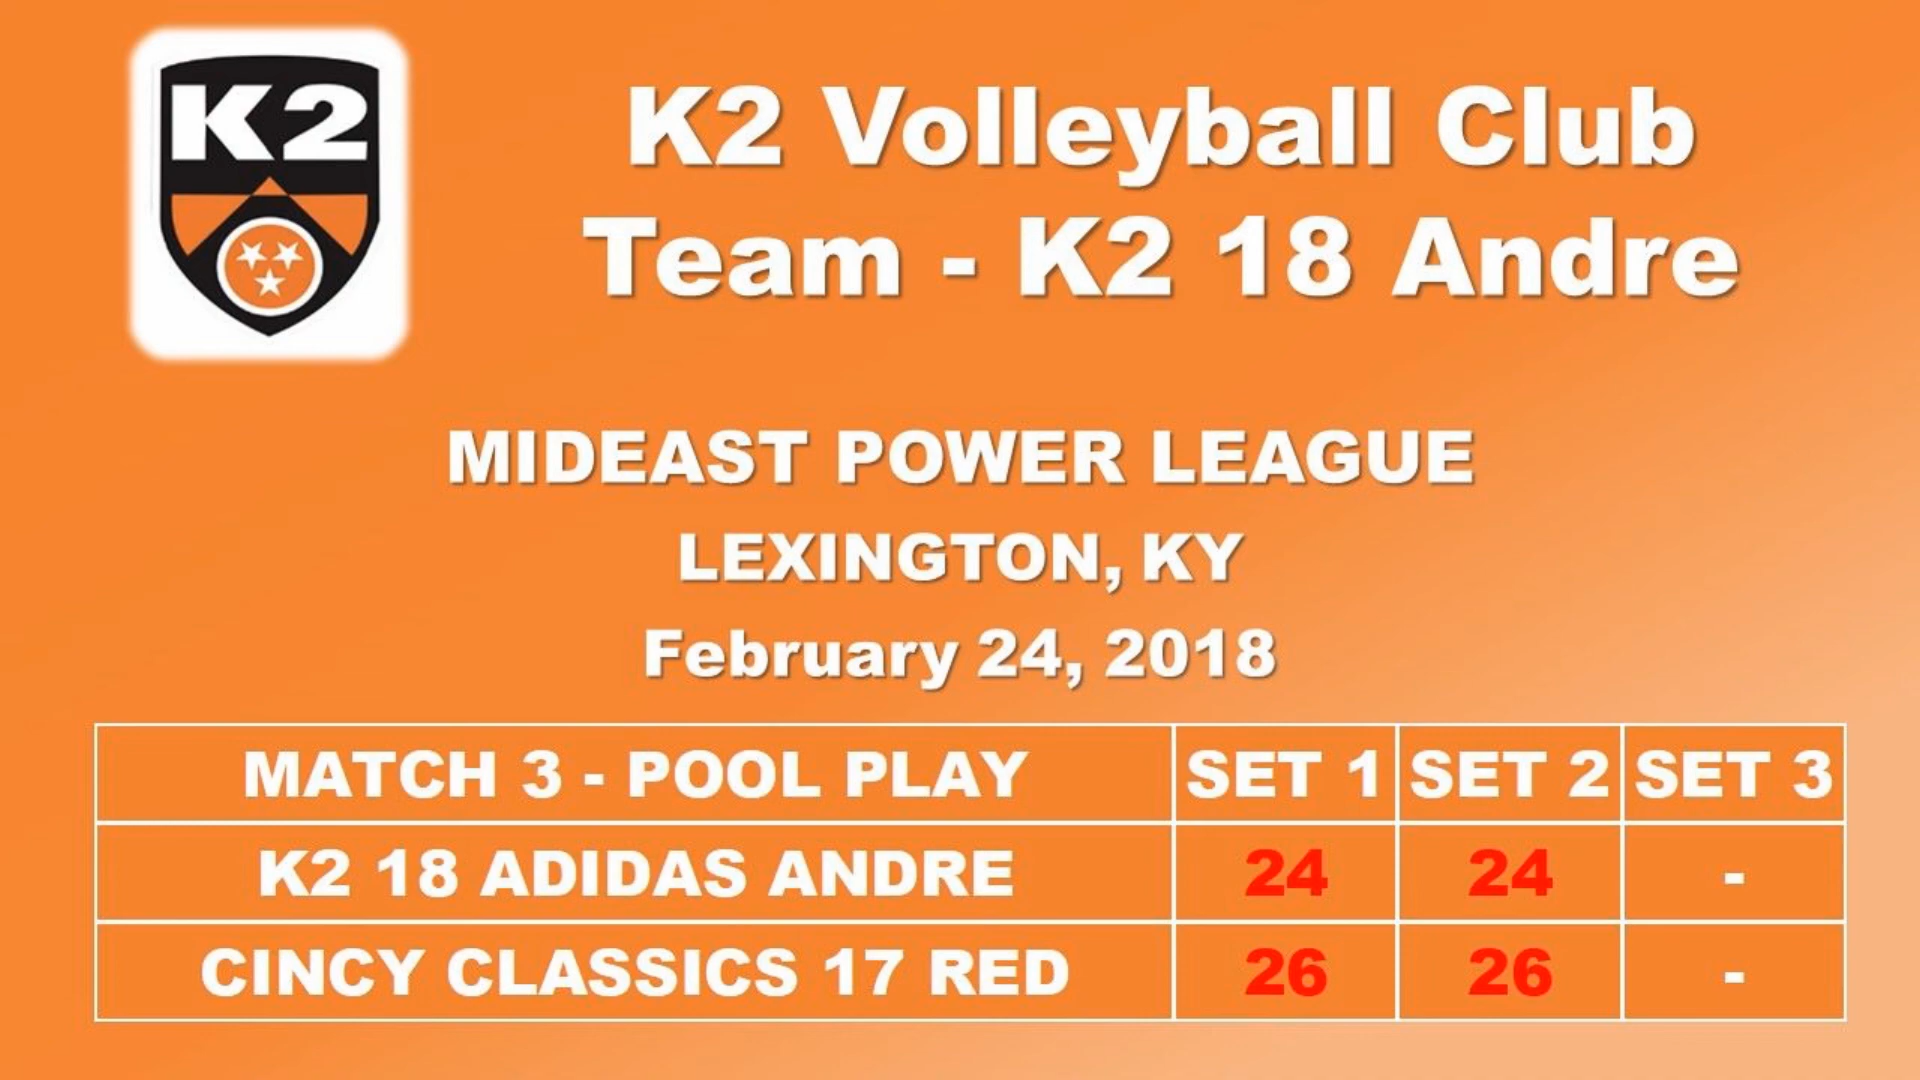 K2
K2 Volleyball Club
Team - K2 18 Andre
MIDEAST POWER LEAGUE
LEXINGTON, KY
February 24, 2018
MATCH 3 - POOL PLAY SET 1 SET 2 SET 3
K2 18 ADIDAS ANDRE 24 24 -
CINCY CLASSICS 17 RED 26 26 -